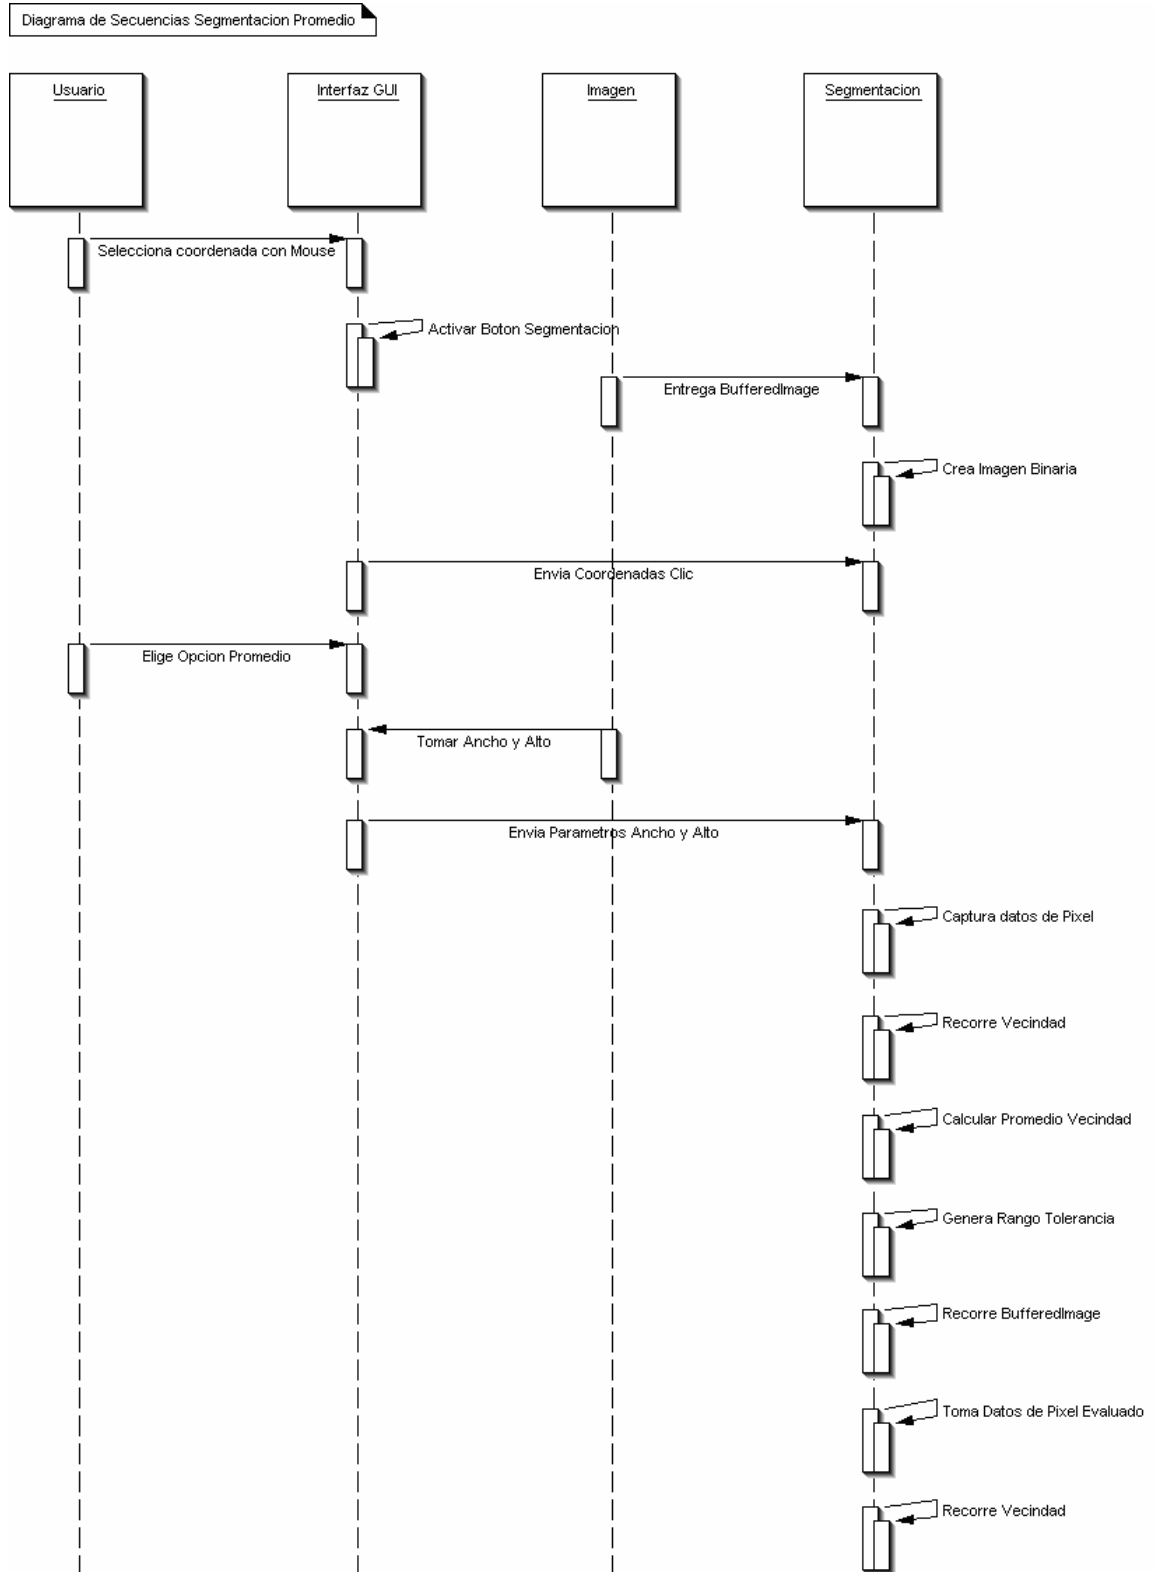 Diagrama de Secuencias Segmentacion Promedio
Usuario
Interfaz GUI
Imagen
Segmentacion
Selecciona coordenada con Mouse
Activar Boton Segmentacion
Entrega BufferedImage
Crea Imagen Binaria
Envia Coordenadas Clic
Elige Opcion Promedio
Tomar Ancho y Alto
Envia Parametros Ancho y Alto
Captura datos de Pixel
Recorre Vecindad
Calcular Promedio Vecindad
Genera Rango Tolerancia
Recorre BufferedImage
Toma Datos de Pixel Evaluado
Recorre Vecindad